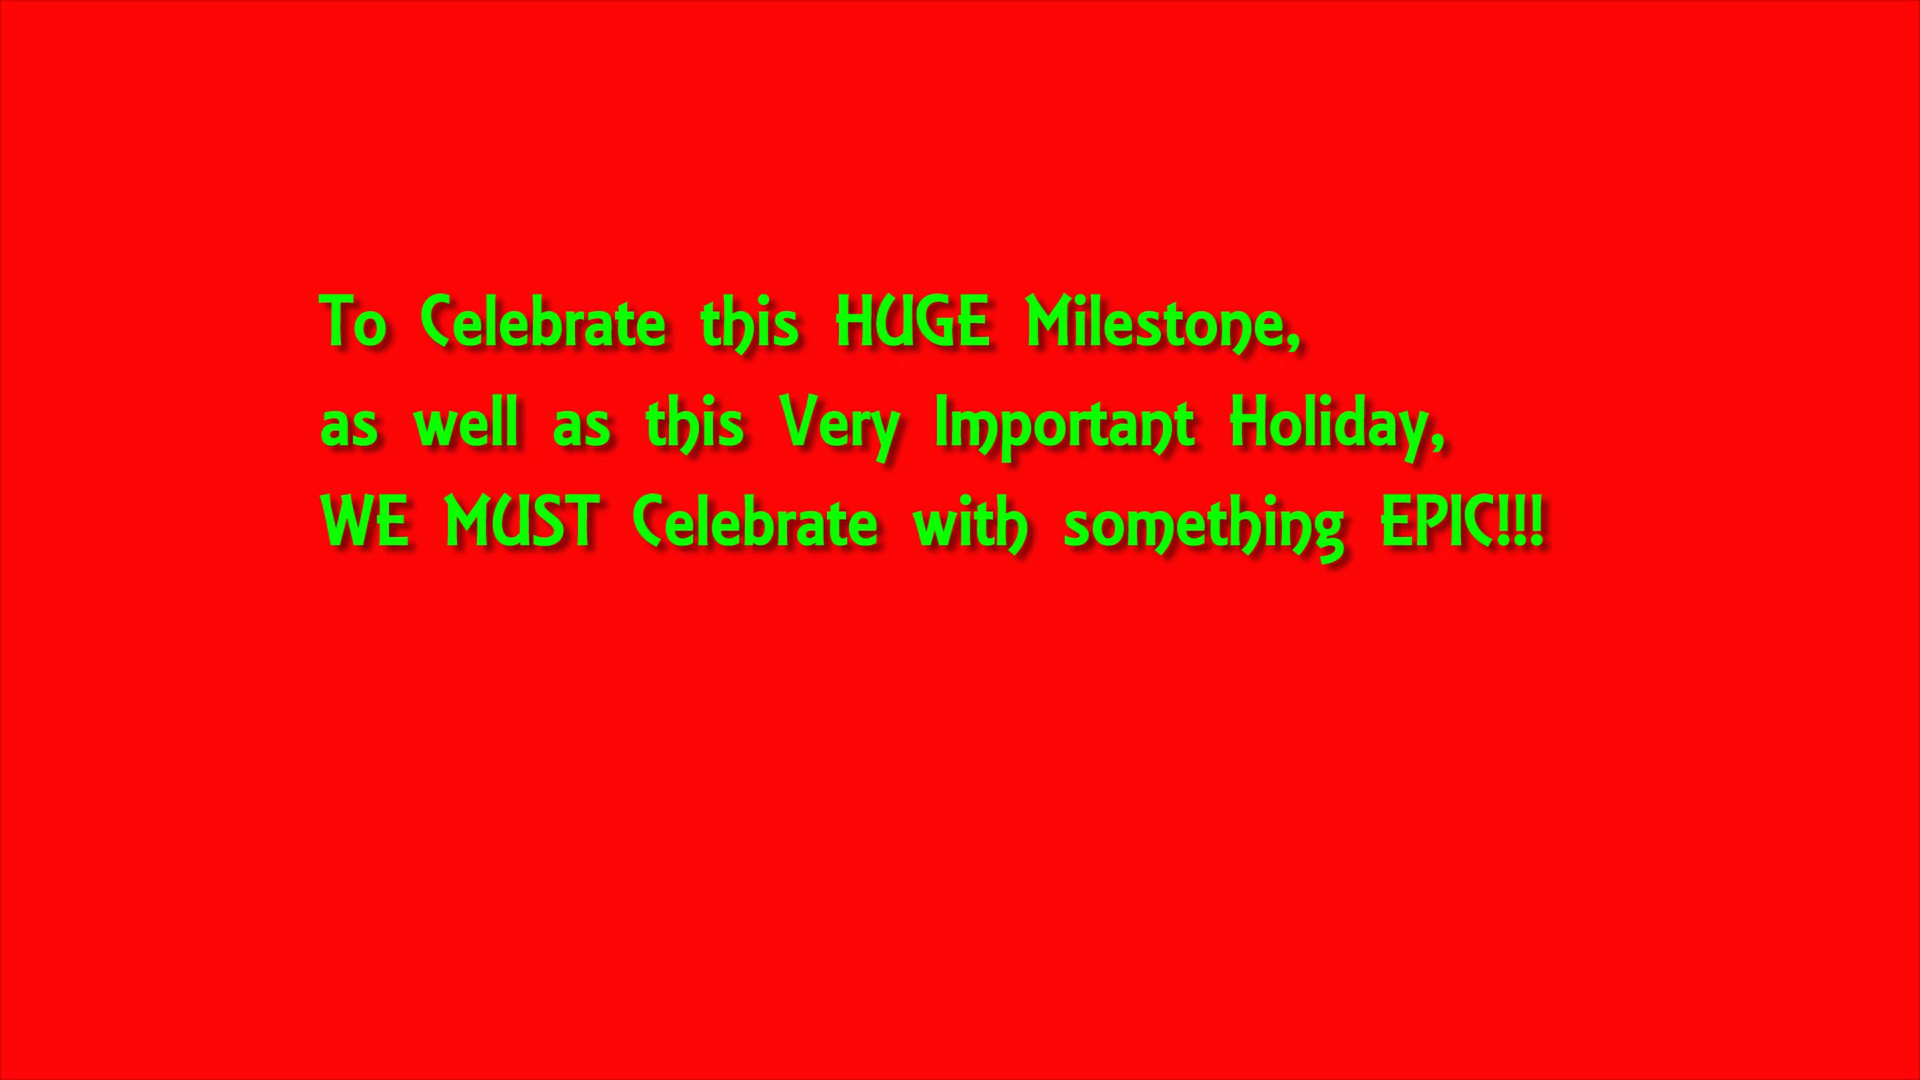 To Celebrate this HUGE Milestone,
as well as this Very Important Holiday,
WE MUST Celebrate with something EPIC!!!